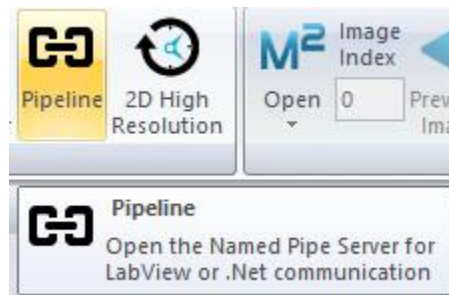 Pipeline
2D High
Resolution
M²
Open
Image
Index
0
Pipeline
Open the Named Pipe Server for
LabView or .Net communication